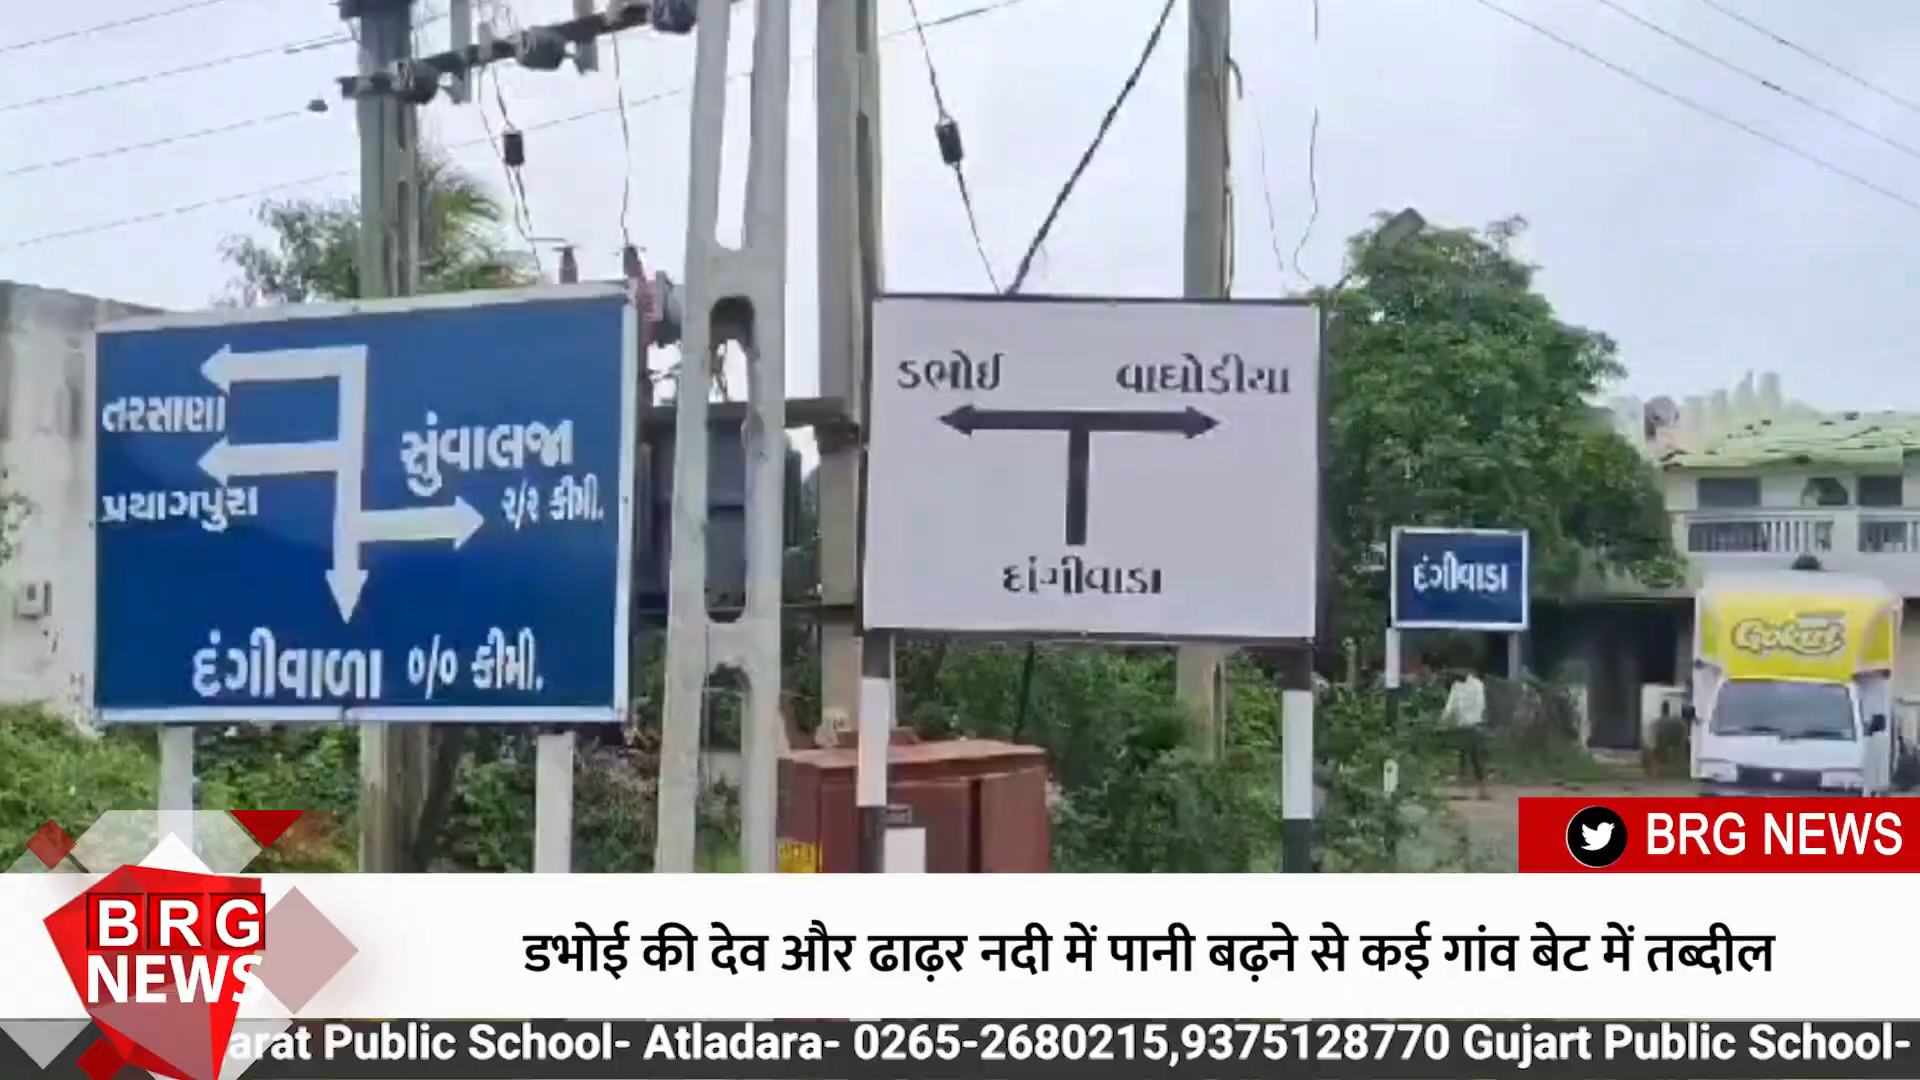 તરસાણા
પ્રયાગપુરા
સુંવાલજા
૨/૨ કીમી.
દંગીવાળા ૦/૦ કીમી.
ડભોઈ વાઘોડીયા
દાંગીવાડા
દંગીવાડા
Gokul
BRG NEWS
BRG
NEWS
डभोई की देव और ढाढ़र नदी में पानी बढ़ने से कई गांव बेट में तब्दील
arat Public School- Atladara- 0265-2680215,9375128770 Gujart Public School-